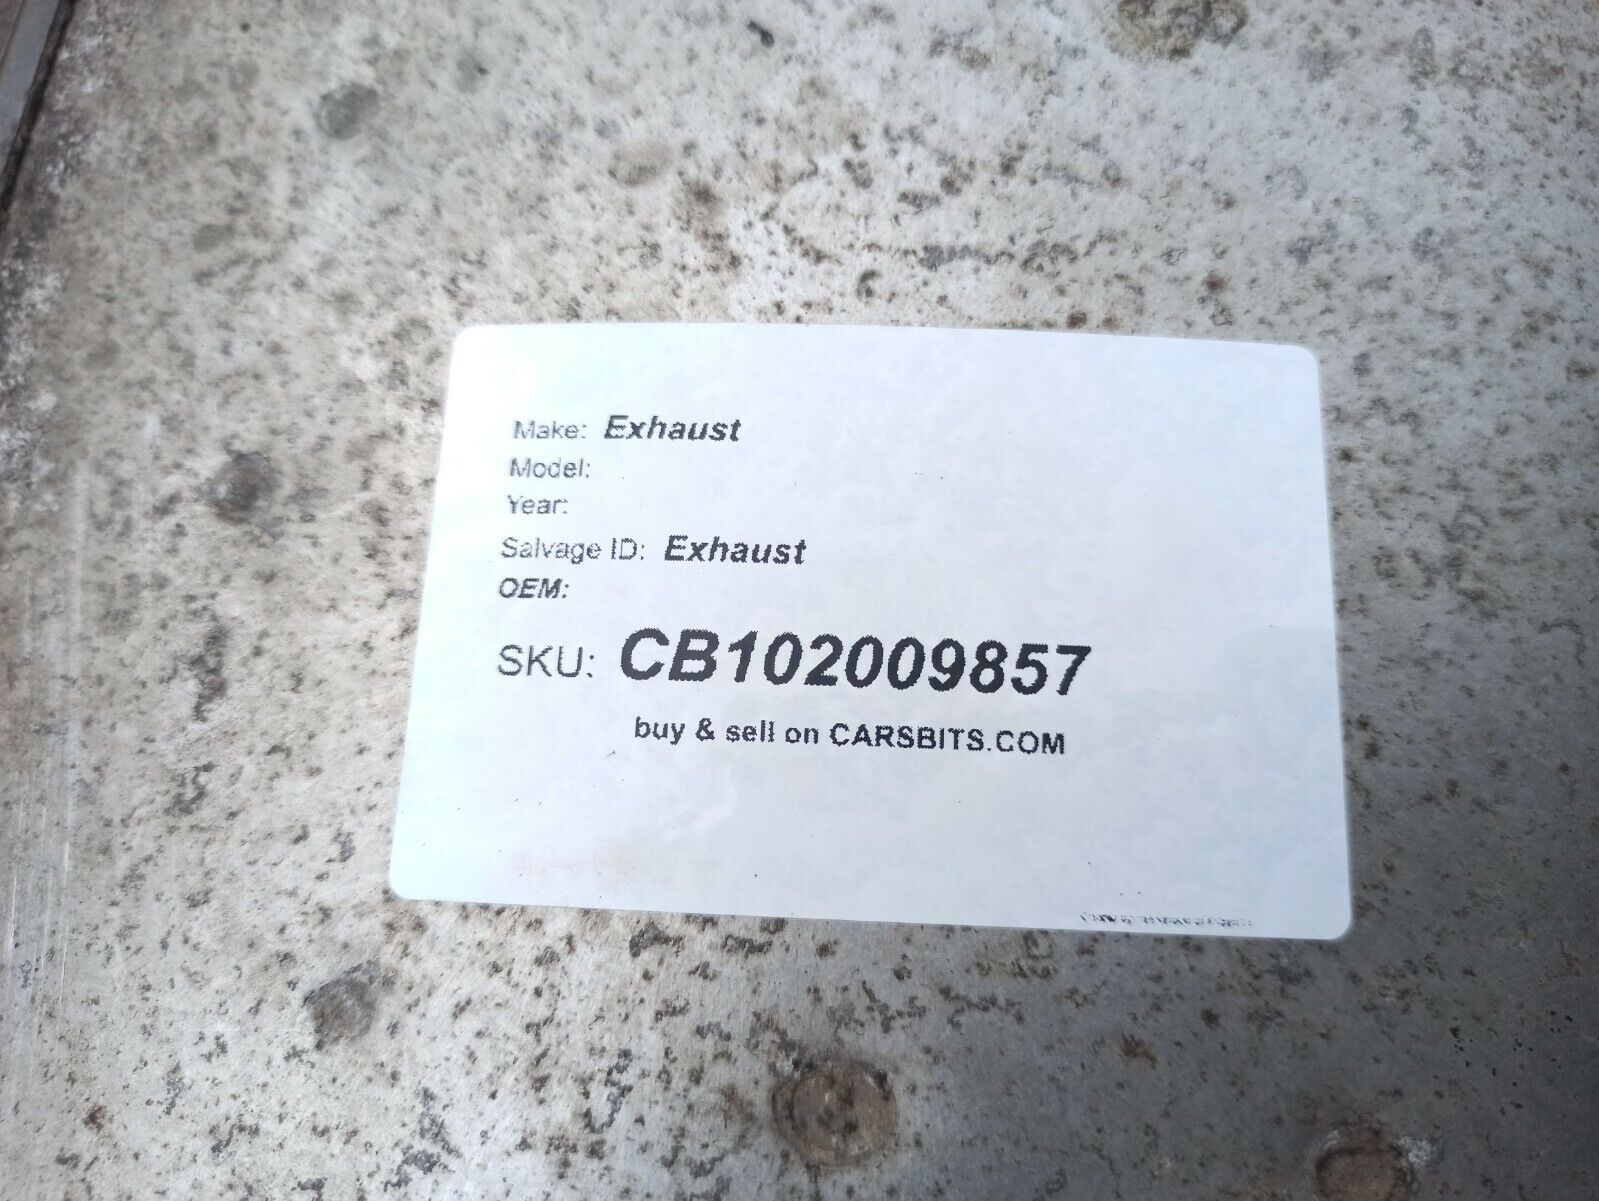 Make: Exhaust
Model:
Year:
Salvage ID: Exhaust
OEM:
SKU: CB102009857
buy & sell on CARSBITS.COM